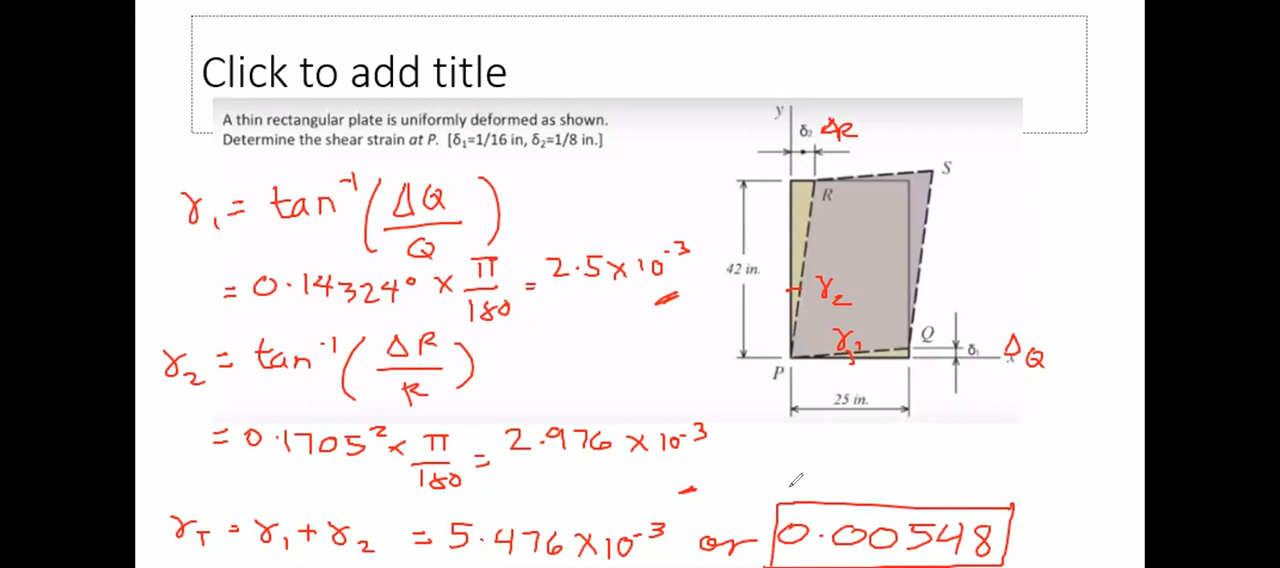 Click to add title
A thin rectangular plate is uniformly deformed as shown.
Determine the shear strain at P. [δ₁=1/16 in, δ₂=1/8 in.]
y
δ₂ ΔR
S
R
42 in.
γ₂
γ₁
Q
δ₁ ΔQ
P
25 in.
γ₁ = tan⁻¹(ΔQ/Q)
= 0.14324° × π/180 = 2.5×10⁻³
γ₂ = tan⁻¹(ΔR/R)
= 0.1705² × π/180 = 2.976 ×10⁻³
γT = γ₁ + γ₂ = 5.476×10⁻³ or 0.00548